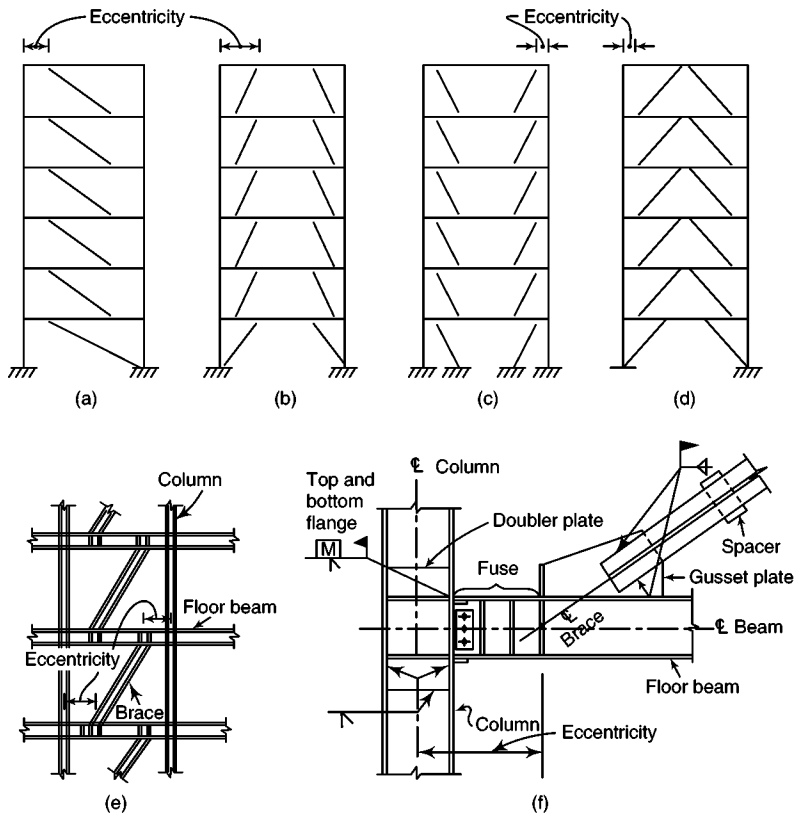 Eccentricity
Eccentricity
(a)
(b)
(c)
(d)
Column
Floor beam
Eccentricity
Brace
(e)
Top and
bottom
flange
M
℄ Column
Doubler plate
Fuse
Spacer
Gusset plate
℄
Brace
℄ Beam
Floor beam
Column
Eccentricity
(f)